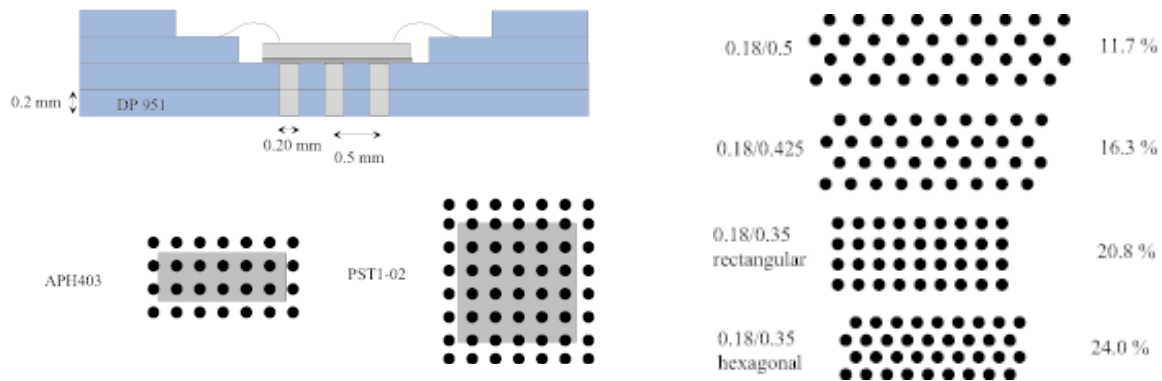 0.2 mm
DP 951
0.20 mm
0.5 mm
APH403
PST1-02
0.18/0.5
11.7 %
0.18/0.425
16.3 %
0.18/0.35
rectangular
20.8 %
0.18/0.35
hexagonal
24.0 %